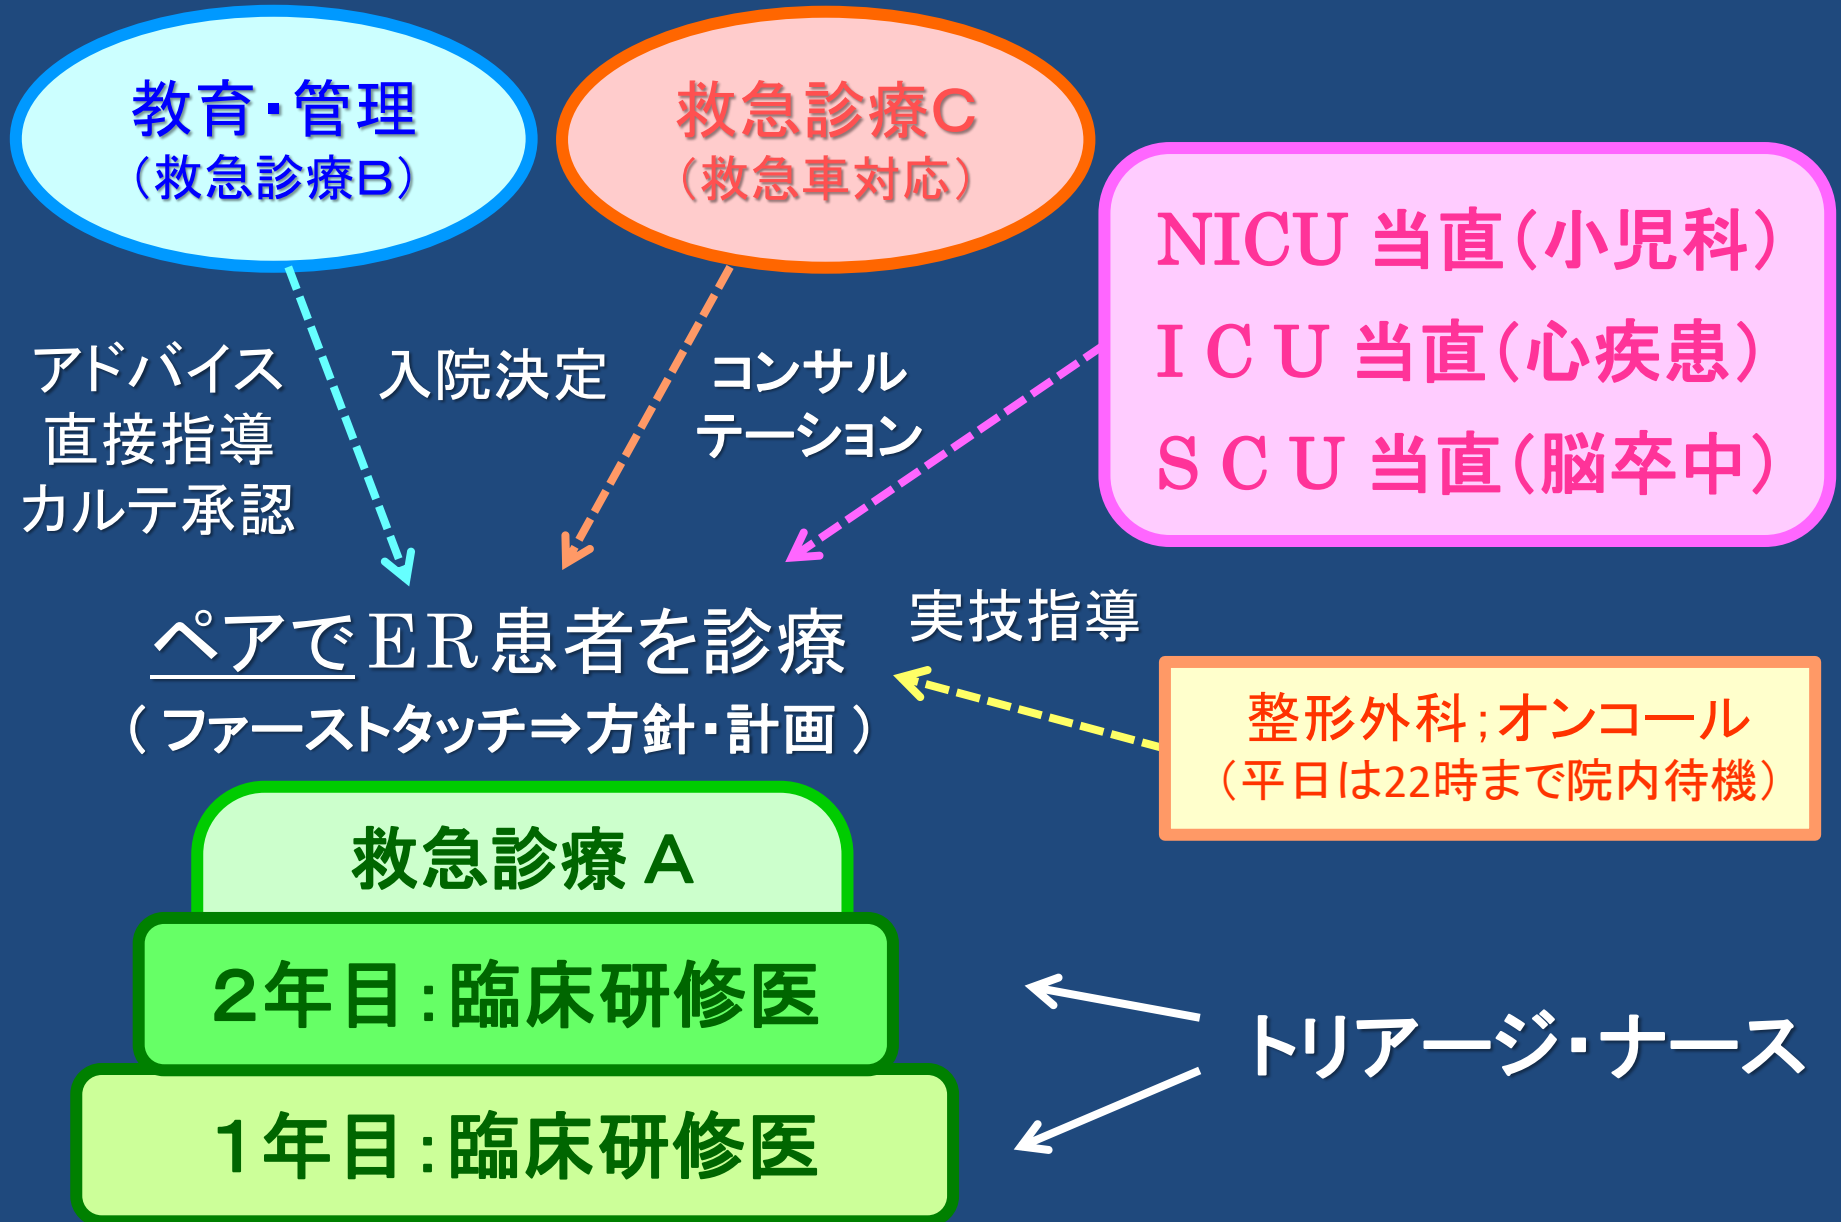 教育・管理
（救急診療Ｂ）
救急診療Ｃ
（救急車対応）
NICU 当直（小児科）
I C U 当直（心疾患）
S C U 当直（脳卒中）
アドバイス
直接指導
カルテ承認
入院決定
コンサル
テーション
ペアでＥＲ患者を診療
（ ファーストタッチ⇒方針・計画 ）
実技指導
整形外科；オンコール
（平日は22時まで院内待機）
救急診療 Ａ
２年目：臨床研修医
１年目：臨床研修医
トリアージ・ナース